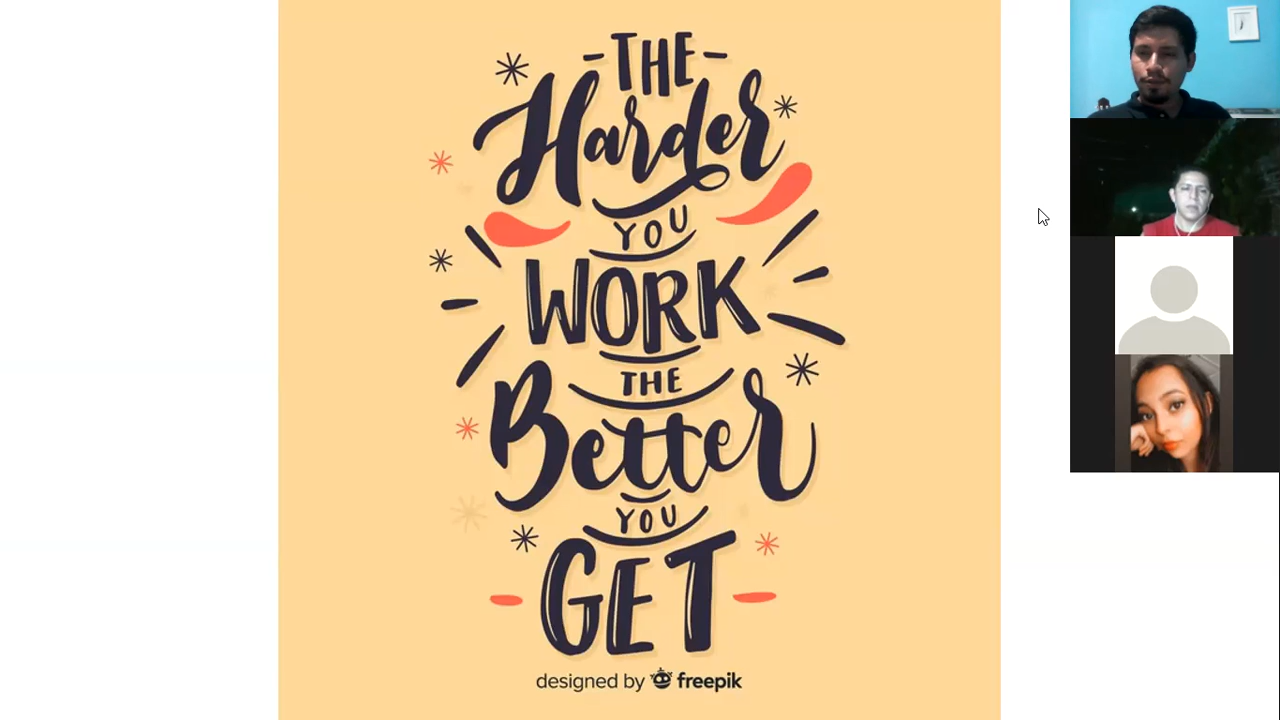 THE
Harder
YOU
WORK
THE
Better
YOU
GET
designed by freepik